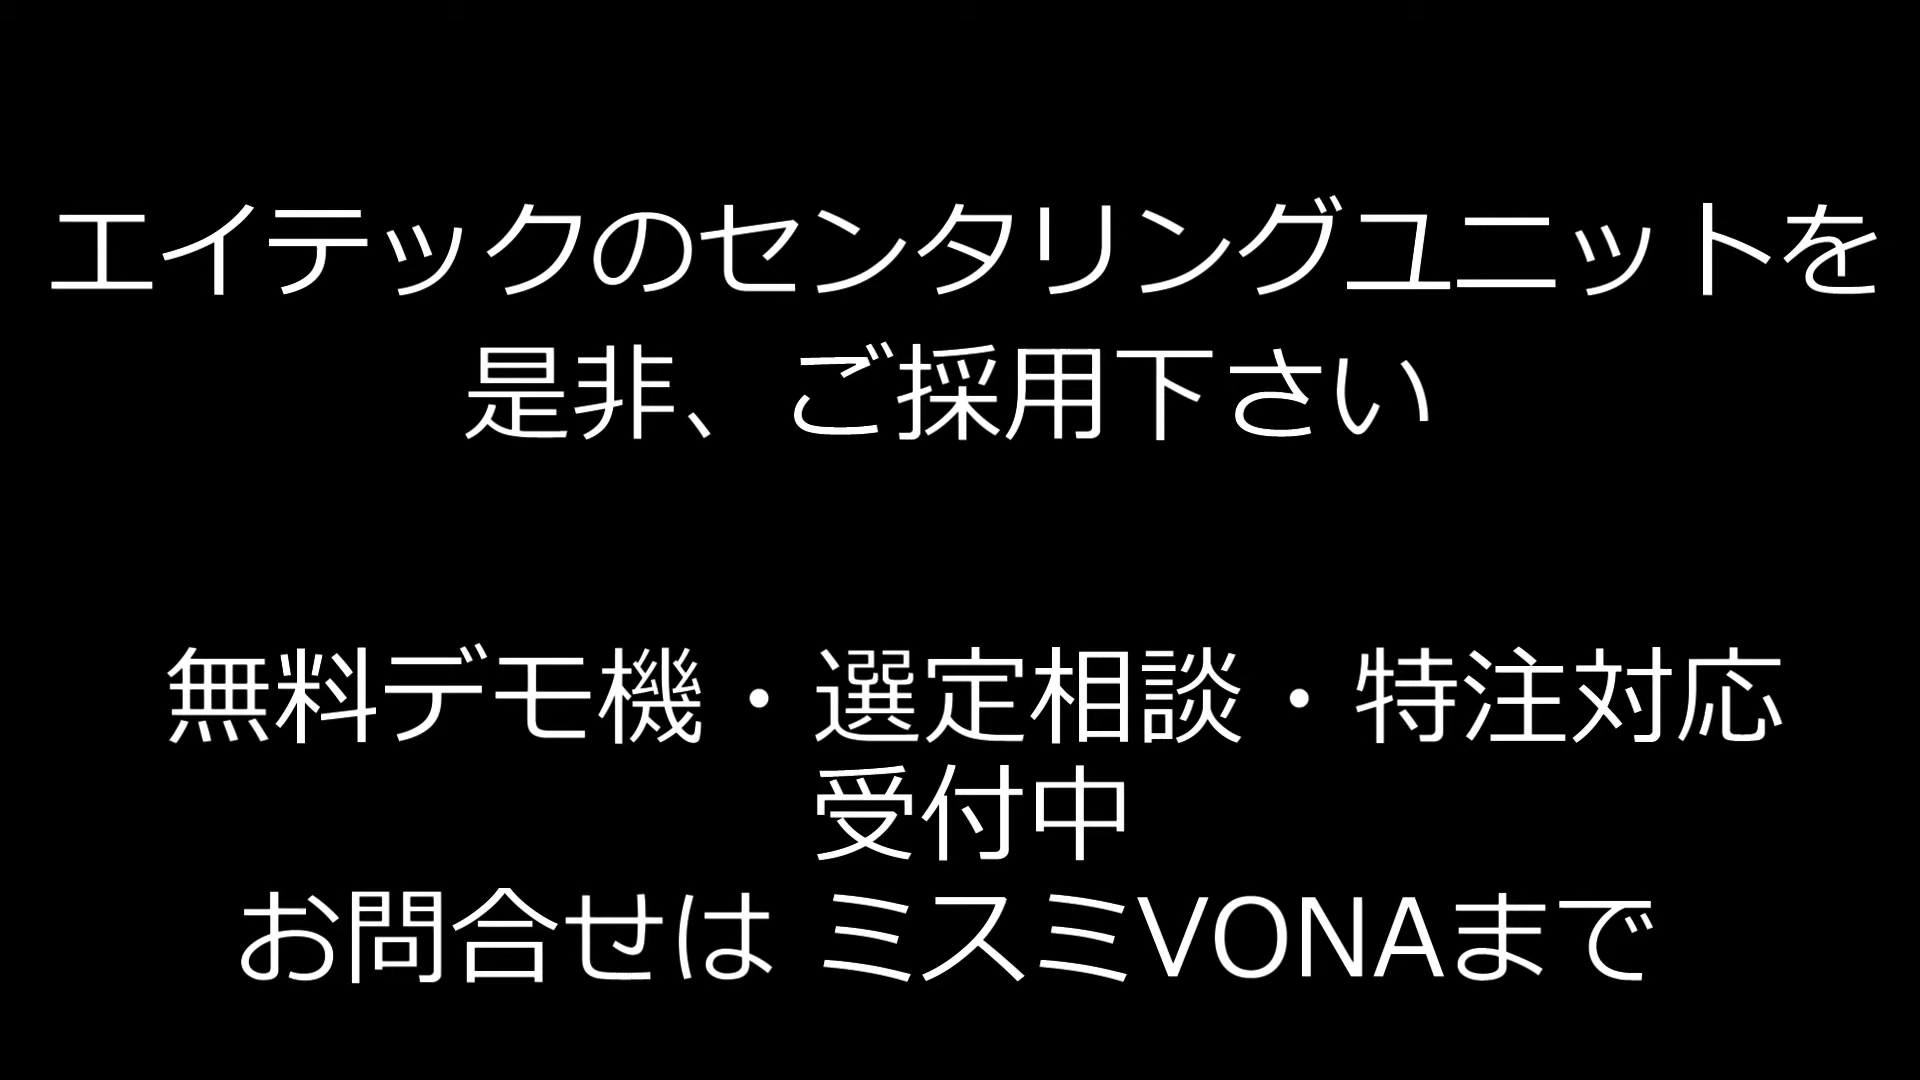 エイテックのセンタリングユニットを
是非、ご採用下さい
無料デモ機・選定相談・特注対応
受付中
お問合せは ミスミVONAまで